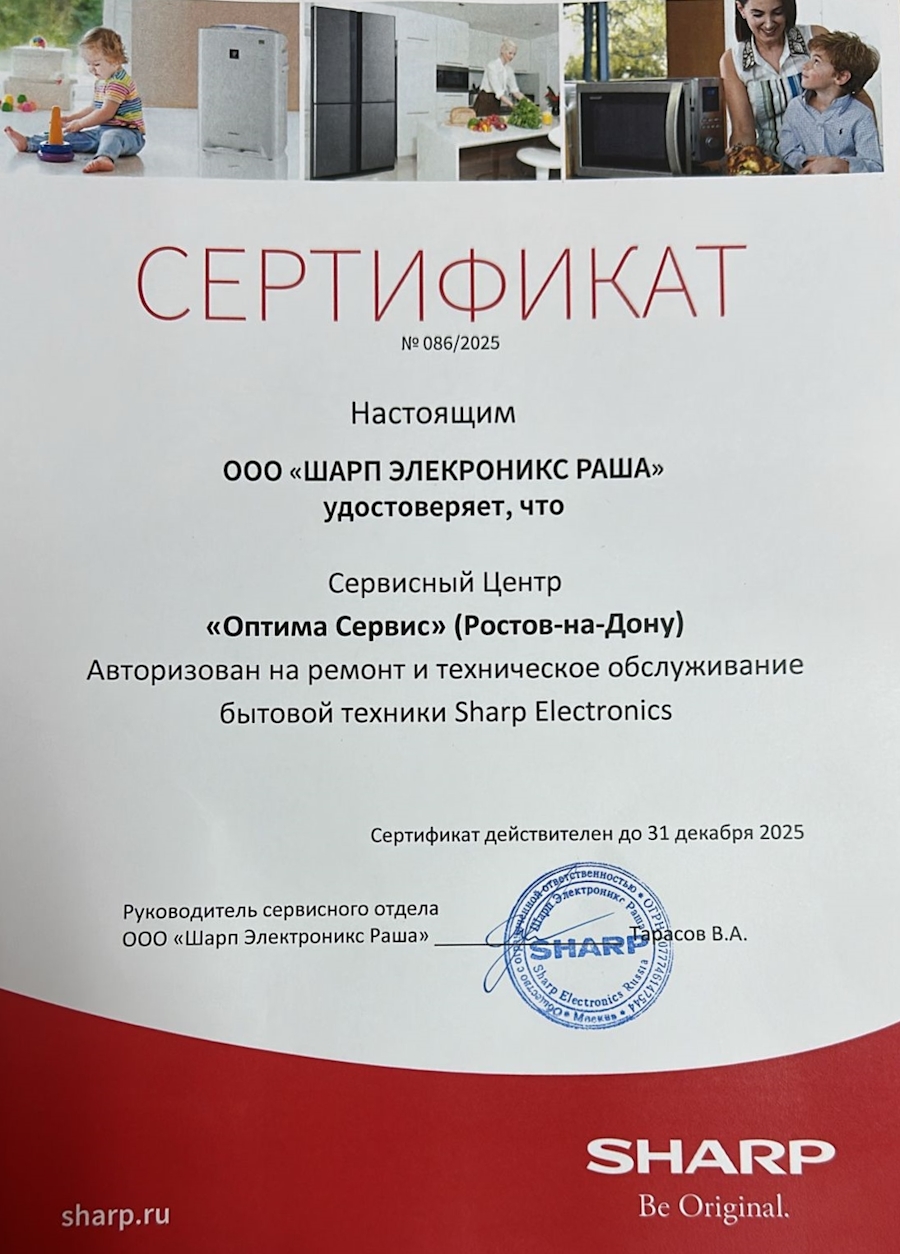 СЕРТИФИКАТ
№ 086/2025
Настоящим
ООО «ШАРП ЭЛЕКРОНИКС РАША»
удостоверяет, что
Сервисный Центр
«Оптима Сервис» (Ростов-на-Дону)
Авторизован на ремонт и техническое обслуживание
бытовой техники Sharp Electronics
Сертификат действителен до 31 декабря 2025
Руководитель сервисного отдела
ООО «Шарп Электроникс Раша» Тарасов В.А.
Общество с ограниченной ответственностью • ОГРН
Москва
Шарп Электроникс Раша
SHARP
Sharp Electronics Russia
SHARP
Be Original.
sharp.ru